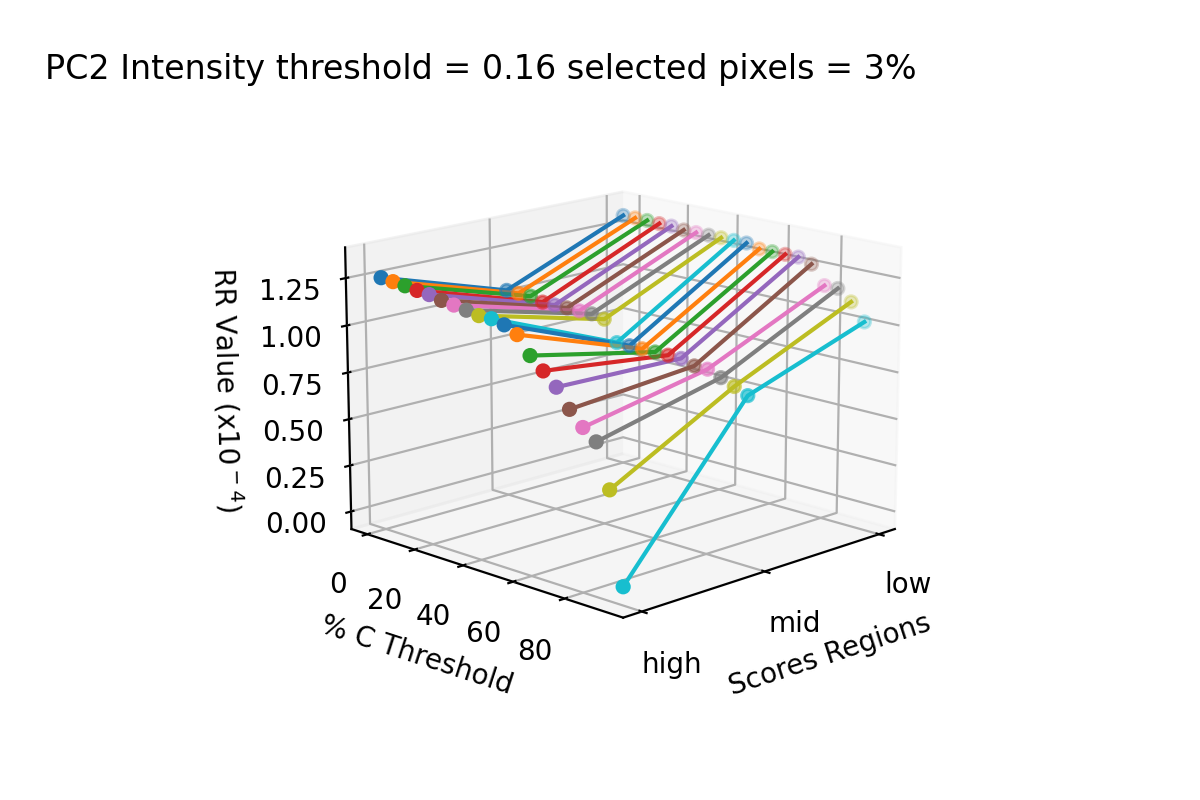 PC2 Intensity threshold = 0.16 selected pixels = 3%
RR Value (x10⁻⁴)
1.25
1.00
0.75
0.50
0.25
0.00
0
20
40
60
80
% C Threshold
high
mid
low
Scores Regions